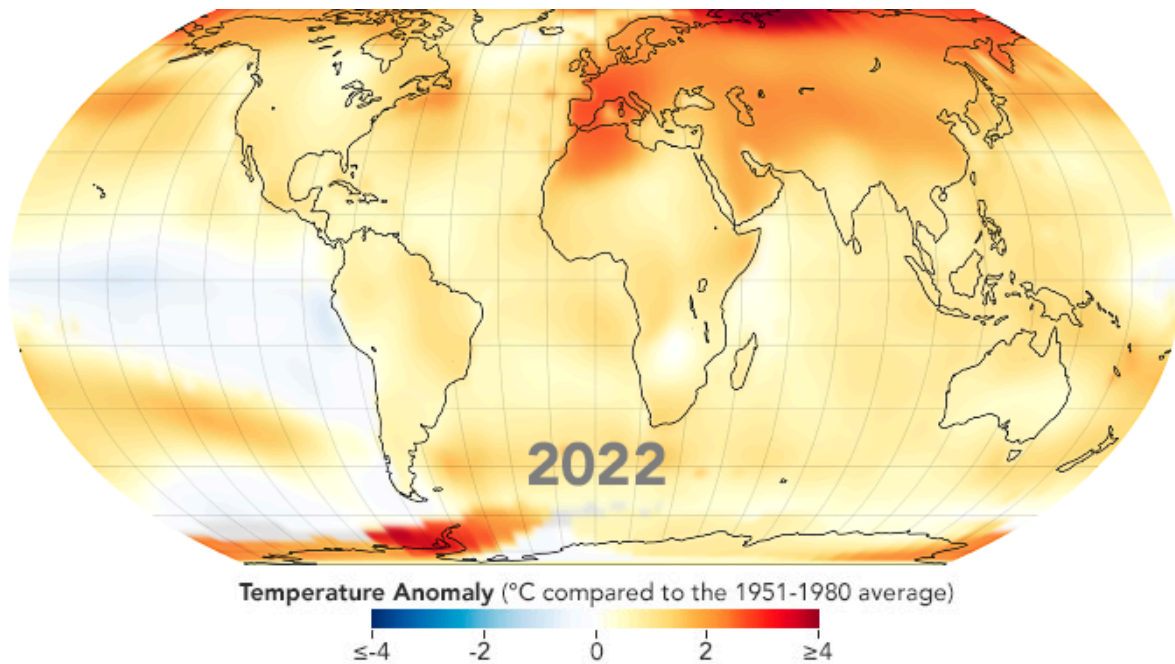 2022
Temperature Anomaly (°C compared to the 1951-1980 average)
≤-4 -2 0 2 ≥4